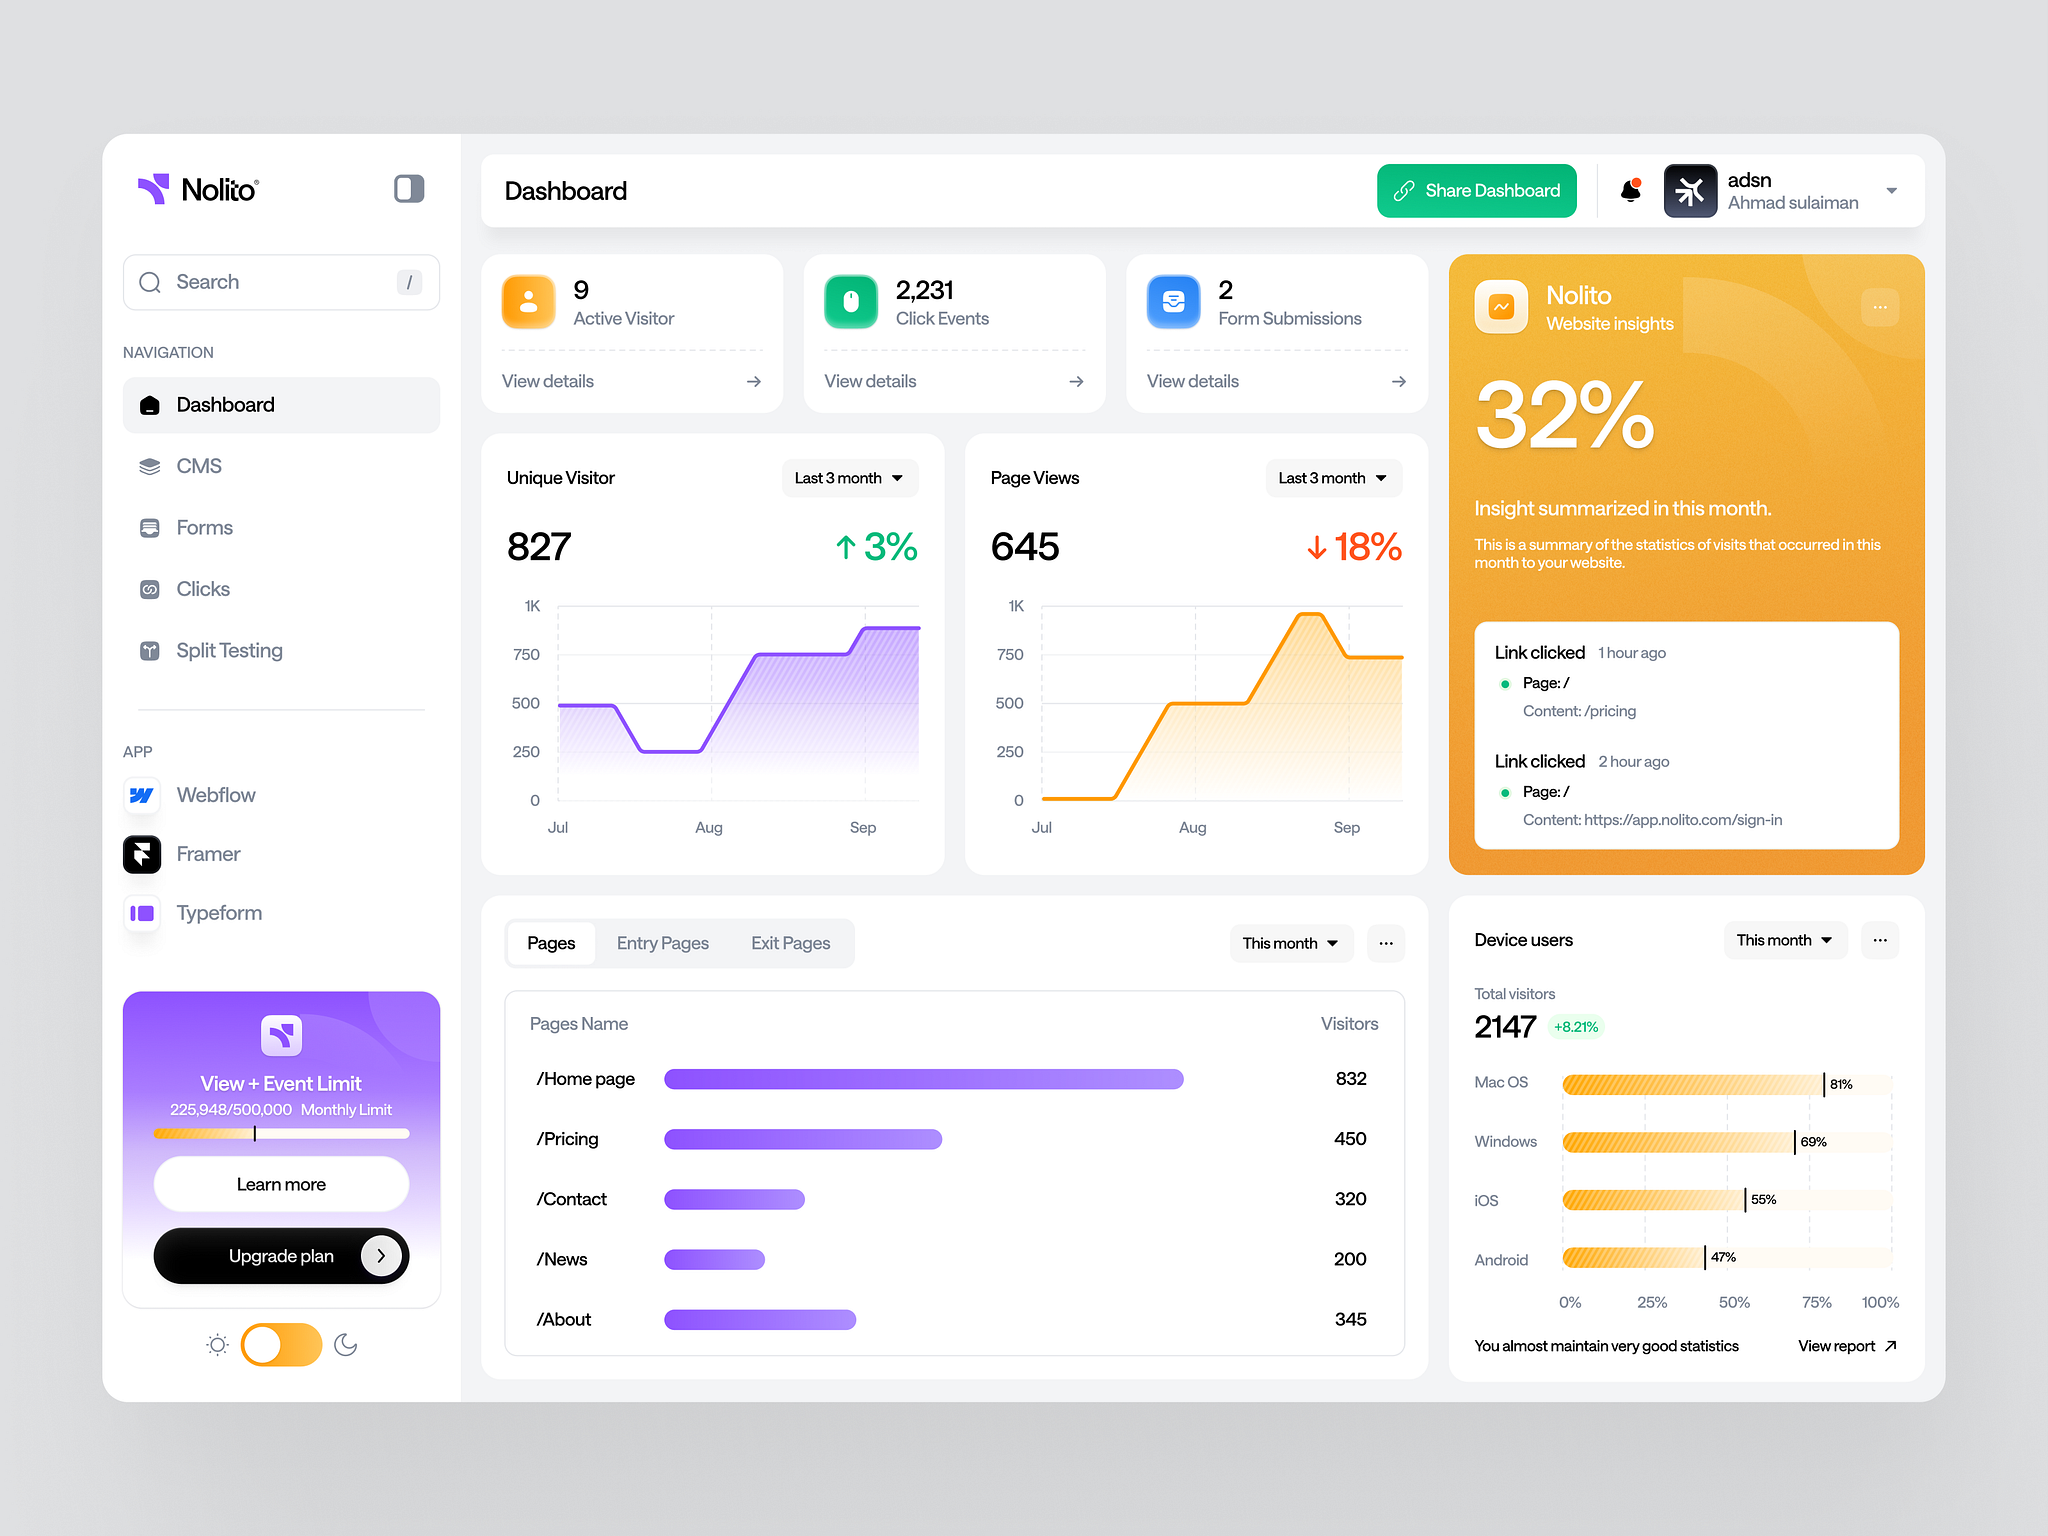 Nolito®
Search
/
NAVIGATION
Dashboard
CMS
Forms
Clicks
Split Testing
APP
Webflow
Framer
Typeform
View + Event Limit
225,948/500,000 Monthly Limit
Learn more
Upgrade plan
Dashboard
Share Dashboard
adsn
Ahmad sulaiman
9
Active Visitor
View details
2,231
Click Events
View details
2
Form Submissions
View details
Unique Visitor
Last 3 month
827
3%
1K
750
500
250
0
Jul Aug Sep
Page Views
Last 3 month
645
18%
1K
750
500
250
0
Jul Aug Sep
Nolito
Website insights
32%
Insight summarized in this month.
This is a summary of the statistics of visits that occurred in this
month to your website.
Link clicked 1 hour ago
Page: /
Content: /pricing
Link clicked 2 hour ago
Page: /
Content: https://app.nolito.com/sign-in
Pages Entry Pages Exit Pages
This month
Pages Name Visitors
/Home page 832
/Pricing 450
/Contact 320
/News 200
/About 345
Device users
This month
Total visitors
2147 +8.21%
Mac OS 81%
Windows 69%
iOS 55%
Android 47%
0% 25% 50% 75% 100%
You almost maintain very good statistics
View report